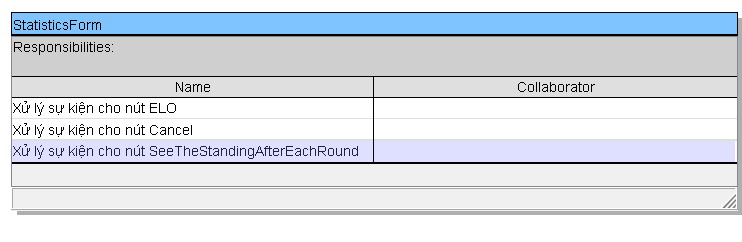 StatisticsForm
Responsibilities:
Name Collaborator
Xử lý sự kiện cho nút ELO
Xử lý sự kiện cho nút Cancel
Xử lý sự kiện cho nút SeeTheStandingAfterEachRound